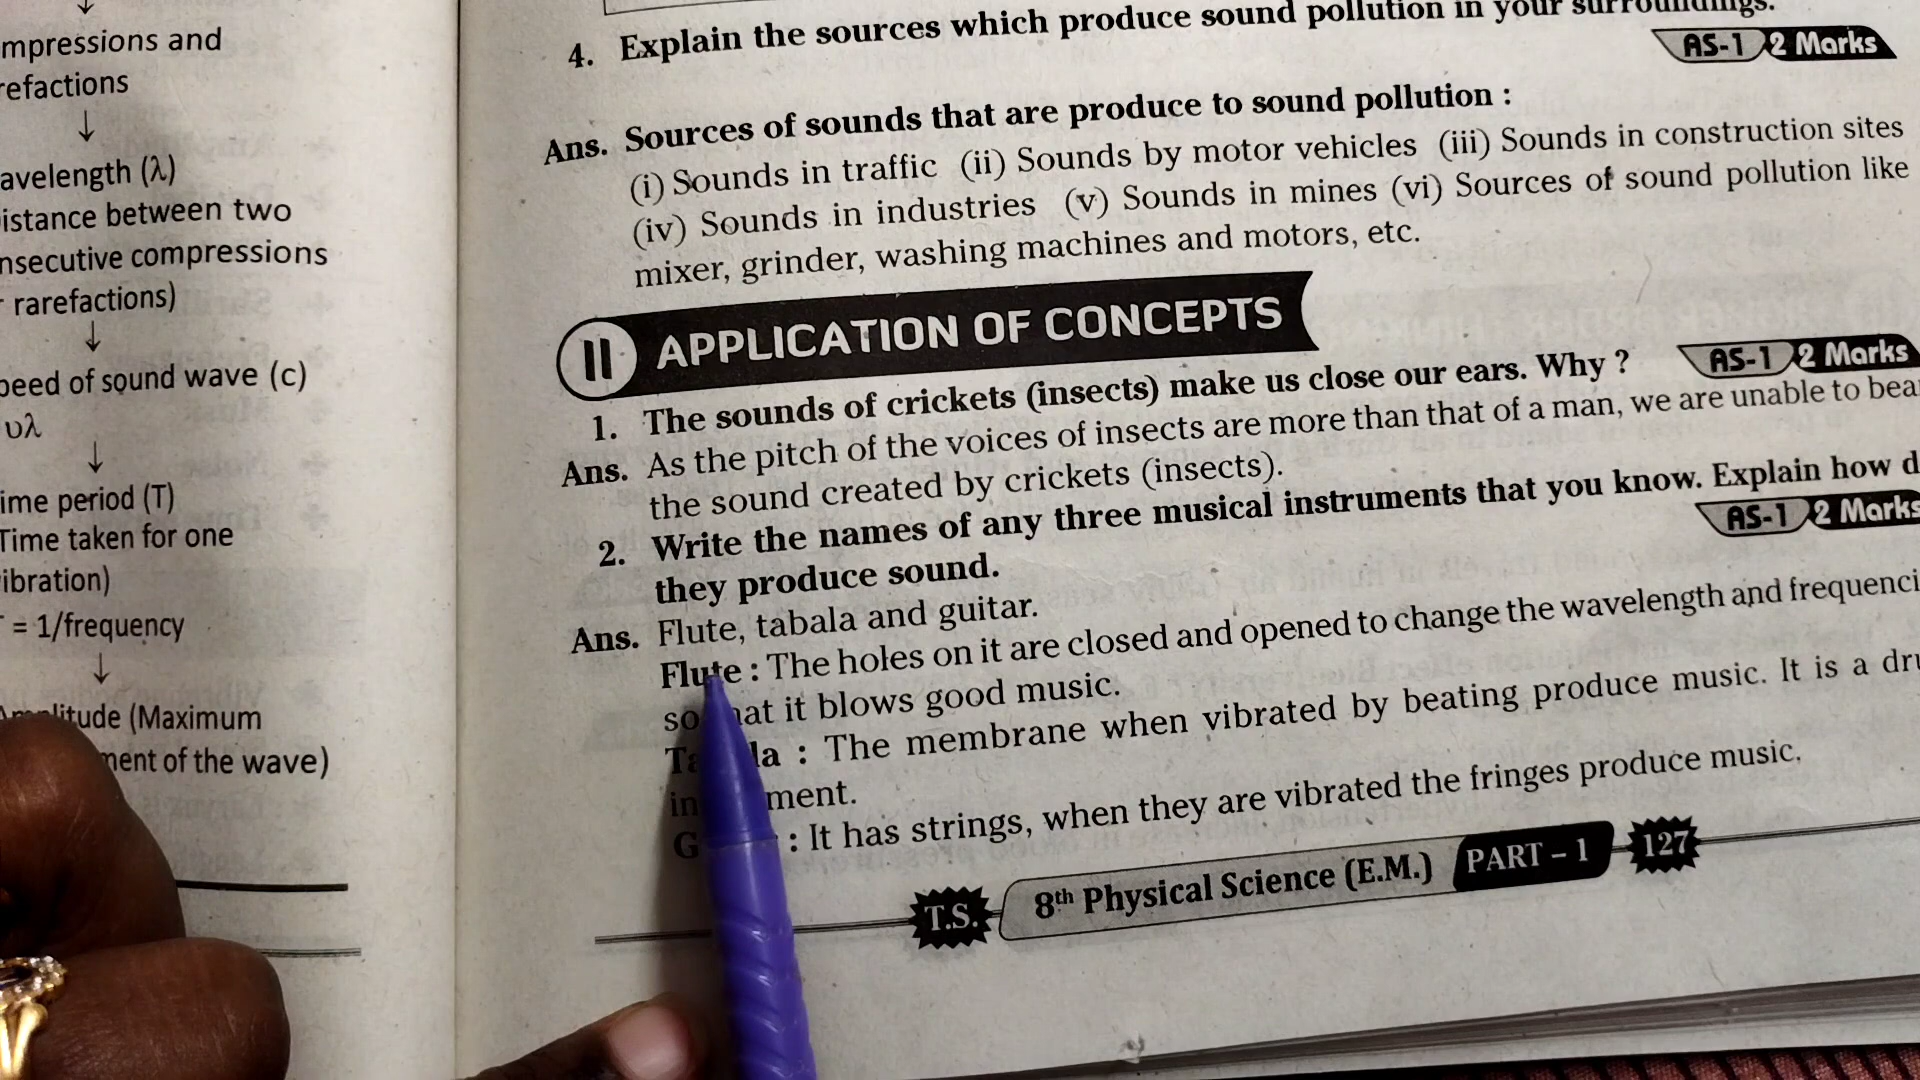 mpressions and
refactions
↓
avelength (λ)
istance between two
nsecutive compressions
r rarefactions)
↓
peed of sound wave (c)
υλ
↓
ime period (T)
Time taken for one
ibration)
= 1/frequency
↓
litude (Maximum
ment of the wave)
4. Explain the sources which produce sound pollution in your surroundings.
AS-1 2 Marks
Ans. Sources of sounds that are produce to sound pollution :
(i) Sounds in traffic (ii) Sounds by motor vehicles (iii) Sounds in construction sites
(iv) Sounds in industries (v) Sounds in mines (vi) Sources of sound pollution like
mixer, grinder, washing machines and motors, etc.
II APPLICATION OF CONCEPTS
1. The sounds of crickets (insects) make us close our ears. Why ? AS-1 2 Marks
Ans. As the pitch of the voices of insects are more than that of a man, we are unable to bea
the sound created by crickets (insects).
2. Write the names of any three musical instruments that you know. Explain how d
they produce sound. AS-1 2 Marks
Ans. Flute, tabala and guitar.
Flute : The holes on it are closed and opened to change the wavelength and frequenci
so hat it blows good music.
Ta la : The membrane when vibrated by beating produce music. It is a dru
in ment.
G : It has strings, when they are vibrated the fringes produce music.
T.S. 8th Physical Science (E.M.) PART – 1 127